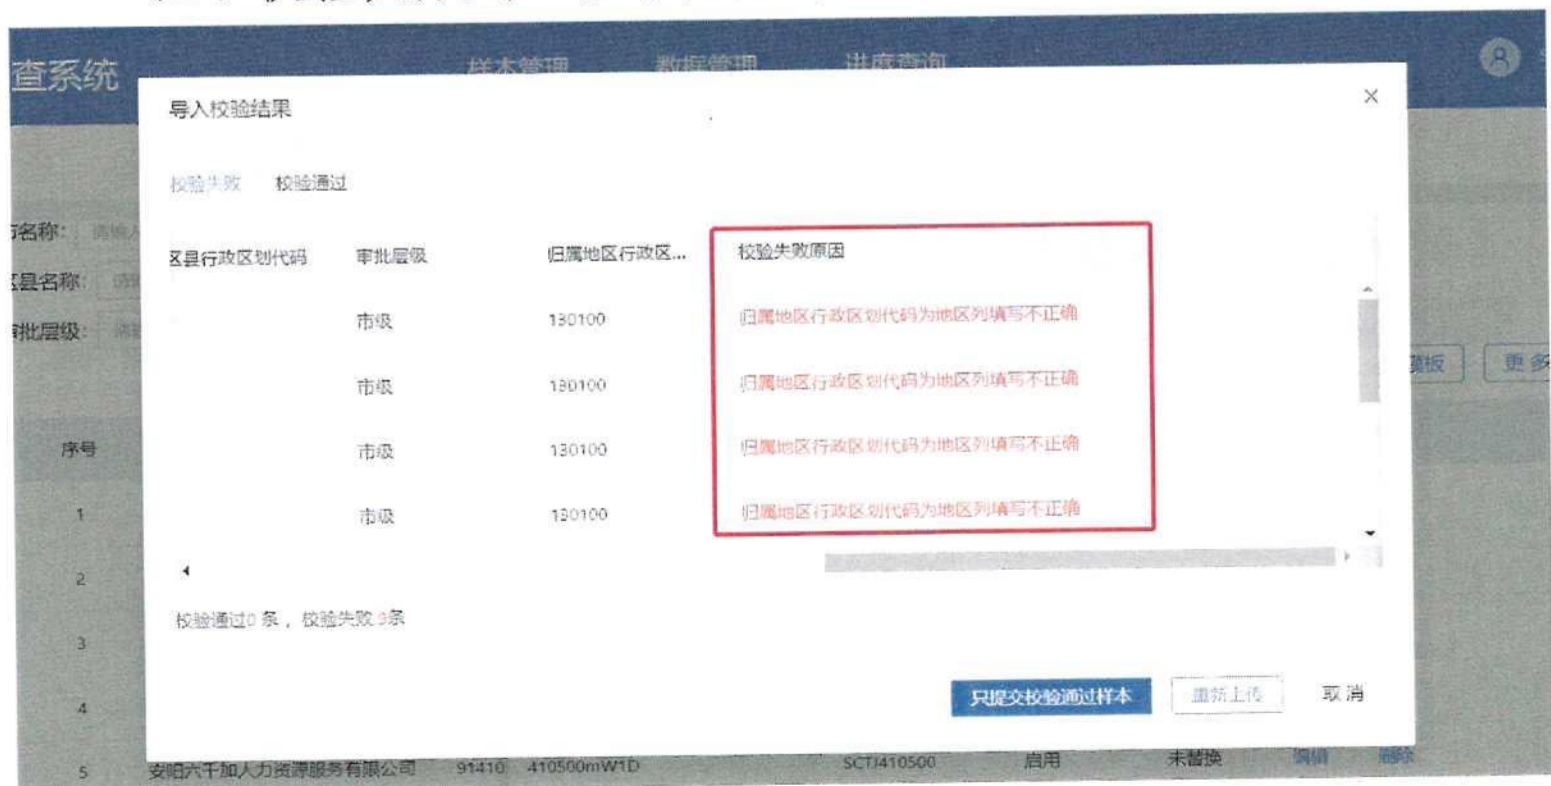 查系统 样本管理 数据管理 进度查询
导入校验结果
校验失败 校验通过
市名称:
区县名称:
审批层级:
区县行政区划代码 审批层级 归属地区行政区... 校验失败原因
市级 130100 归属地区行政区划代码为地区列填写不正确
市级 130100 归属地区行政区划代码为地区列填写不正确
市级 130100 归属地区行政区划代码为地区列填写不正确
市级 130100 归属地区行政区划代码为地区列填写不正确
模板 更多
序号
1
2
3
4
校验通过0 条，校验失败 9条
只提交校验通过样本 重新上传 取消
5 安阳六千加人力资源服务有限公司 91410 410500mW1D SCTJ410500 启用 未替换 编辑 删除